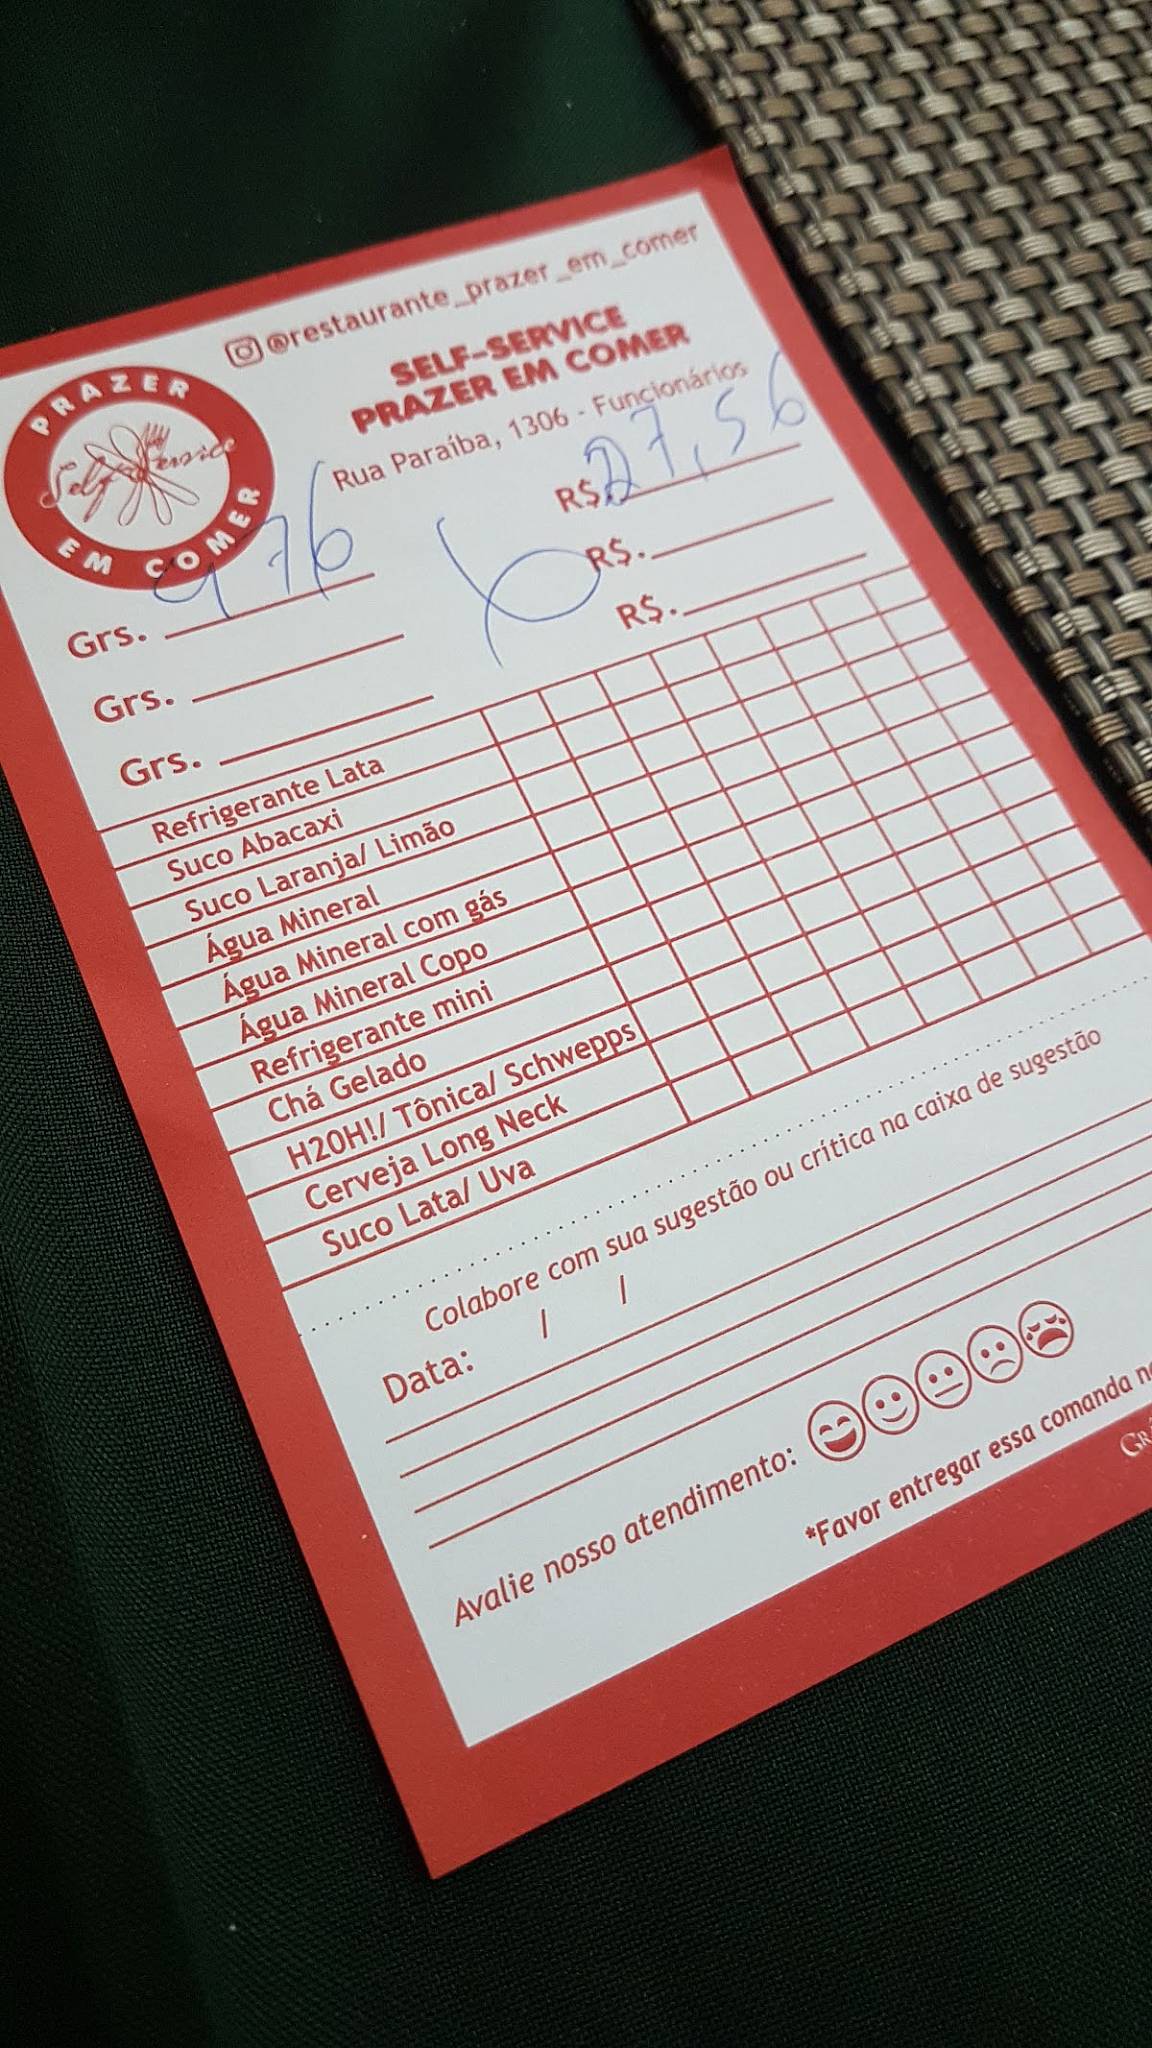 @restaurante_prazer_em_comer
SELF-SERVICE
PRAZER EM COMER
Rua Paraíba, 1306 - Funcionários
PRAZER
Self Service
EM COMER
Grs. 476 R$. 27,56
Grs. R$.
Grs. R$.
Refrigerante Lata
Suco Abacaxi
Suco Laranja/ Limão
Água Mineral
Água Mineral com gás
Água Mineral Copo
Refrigerante mini
Chá Gelado
H2OH!/ Tônica/ Schwepps
Cerveja Long Neck
Suco Lata/ Uva
Colabore com sua sugestão ou crítica na caixa de sugestão
Data: / /
Avalie nosso atendimento:
*Favor entregar essa comanda